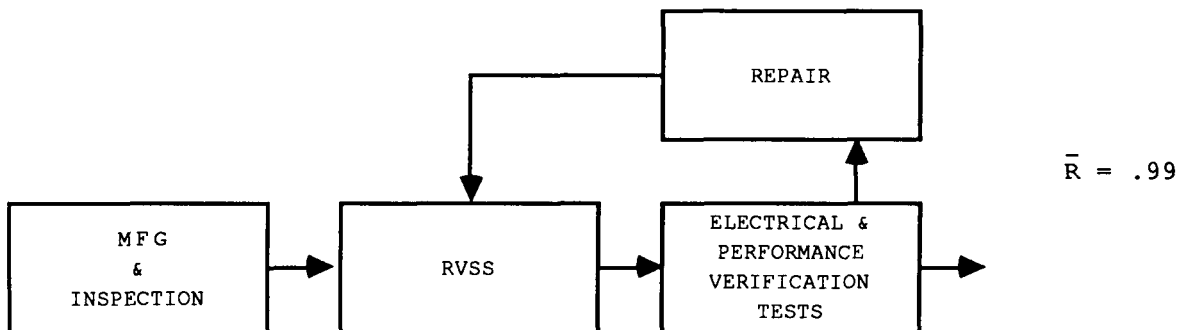 REPAIR
R̄ = .99
MFG
&
INSPECTION
RVSS
ELECTRICAL &
PERFORMANCE
VERIFICATION
TESTS